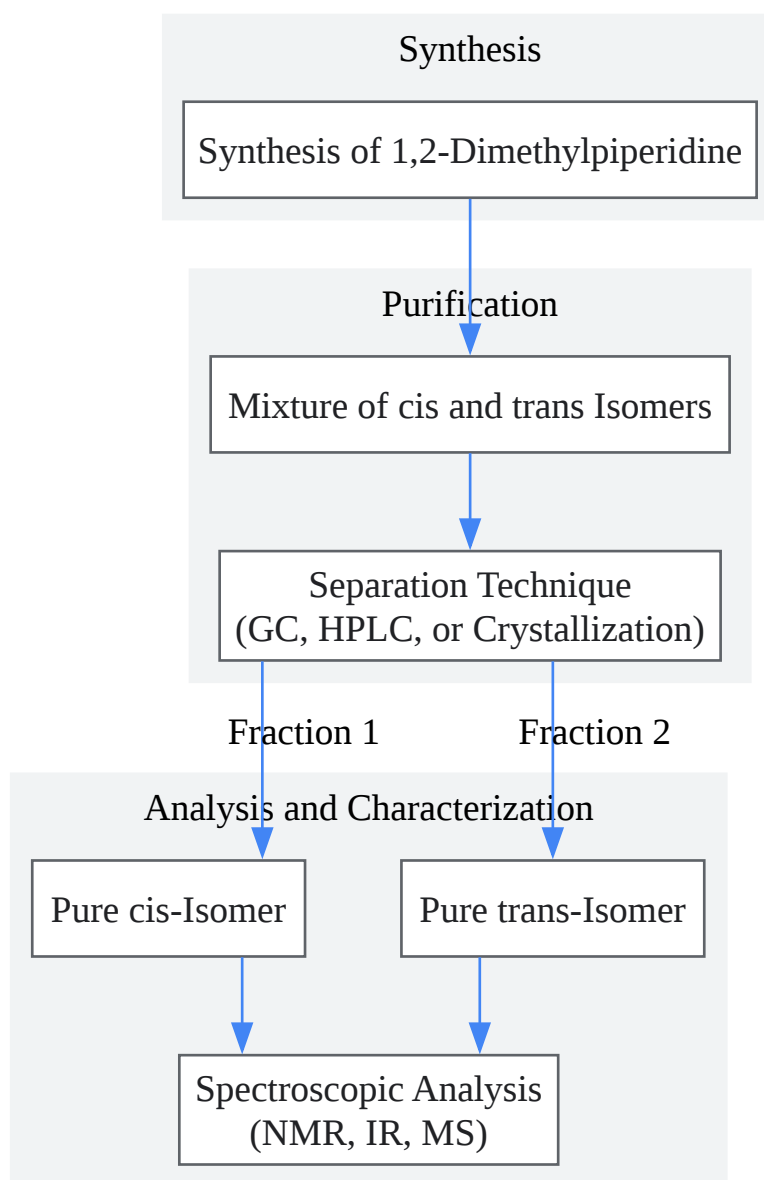 Synthesis
Synthesis of 1,2-Dimethylpiperidine
Purification
Mixture of cis and trans Isomers
Separation Technique
(GC, HPLC, or Crystallization)
Fraction 1
Fraction 2
Analysis and Characterization
Pure cis-Isomer
Pure trans-Isomer
Spectroscopic Analysis
(NMR, IR, MS)